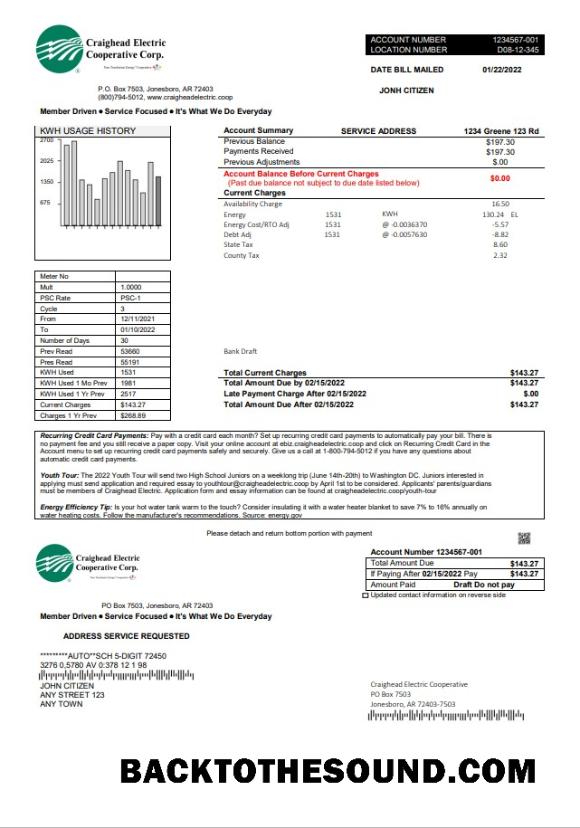 Craighead Electric
Cooperative Corp.
ACCOUNT NUMBER 1234567-001
LOCATION NUMBER D08-12-345
DATE BILL MAILED 01/22/2022
P.O. Box 7503, Jonesboro, AR 72403
(800)794-5012, www.craigheadelectric.coop
JONH CITIZEN
Member Driven ● Service Focused ● It's What We Do Everyday
KWH USAGE HISTORY
2700
2025
1350
675
Account Summary SERVICE ADDRESS 1234 Greene 123 Rd
Previous Balance $197.30
Payments Received $197.30
Previous Adjustments $.00
Account Balance Before Current Charges $0.00
(Past due balance not subject to due date listed below)
Current Charges
Availability Charge 16.50
Energy 1531 KWH 130.24 EL
Energy Cost/RTO Adj 1531 @ -0.0036370 -5.57
Debt Adj 1531 @ -0.0057630 -8.82
State Tax 8.60
County Tax 2.32
Meter No
Mult 1.0000
PSC Rate PSC-1
Cycle 3
From 12/11/2021
To 01/10/2022
Number of Days 30
Prev Read 53660
Pres Read 55191
KWH Used 1531
KWH Used 1 Mo Prev 1981
KWH Used 1 Yr Prev 2517
Current Charges $143.27
Charges 1 Yr Prev $268.89
Bank Draft
Total Current Charges $143.27
Total Amount Due by 02/15/2022 $143.27
Late Payment Charge After 02/15/2022 $.00
Total Amount Due After 02/15/2022 $143.27
Recurring Credit Card Payments: Pay with a credit card each month? Set up recurring credit card payments to automatically pay your bill. There is
no payment fee and you still receive a paper copy. Visit your online account at ebiz.craigheadelectric.coop and click on Recurring Credit Card in the
Account menu to set up recurring card payments safely and securely. Give us a call at 1-800-794-5012 if you have any questions about
automatic credit card payments.
Youth Tour: The 2022 Youth Tour will send two High School Juniors on a weeklong trip (June 14th-20th) to Washington DC. Juniors interested in
applying must send application and required essay to youthtour@craigheadelectric.coop by April 1st to be considered. Applicants' parents/guardians
must be members of Craighead Electric. Application form and essay information can be found at craigheadelectric.coop/youth-tour
Energy Efficiency Tip: Is your hot water tank warm to the touch? Consider insulating it with a water heater blanket to save 7% to 16% annually on
water heating costs. Follow the manufacturer's recommendations. Source: energy.gov
Please detach and return bottom portion with payment
Craighead Electric
Cooperative Corp.
Account Number 1234567-001
Total Amount Due $143.27
If Paying After 02/15/2022 Pay $143.27
Amount Paid Draft Do not pay
Updated contact information on reverse side
PO Box 7503, Jonesboro, AR 72403
Member Driven ● Service Focused ● It's What We Do Everyday
ADDRESS SERVICE REQUESTED
*********AUTO**SCH 5-DIGIT 72450
3276 0,5780 AV 0:378 12 1 98
JOHN CITIZEN
ANY STREET 123
ANY TOWN
Craighead Electric Cooperative
PO Box 7503
Jonesboro, AR 72403-7503
BACKTOTHESOUND.COM